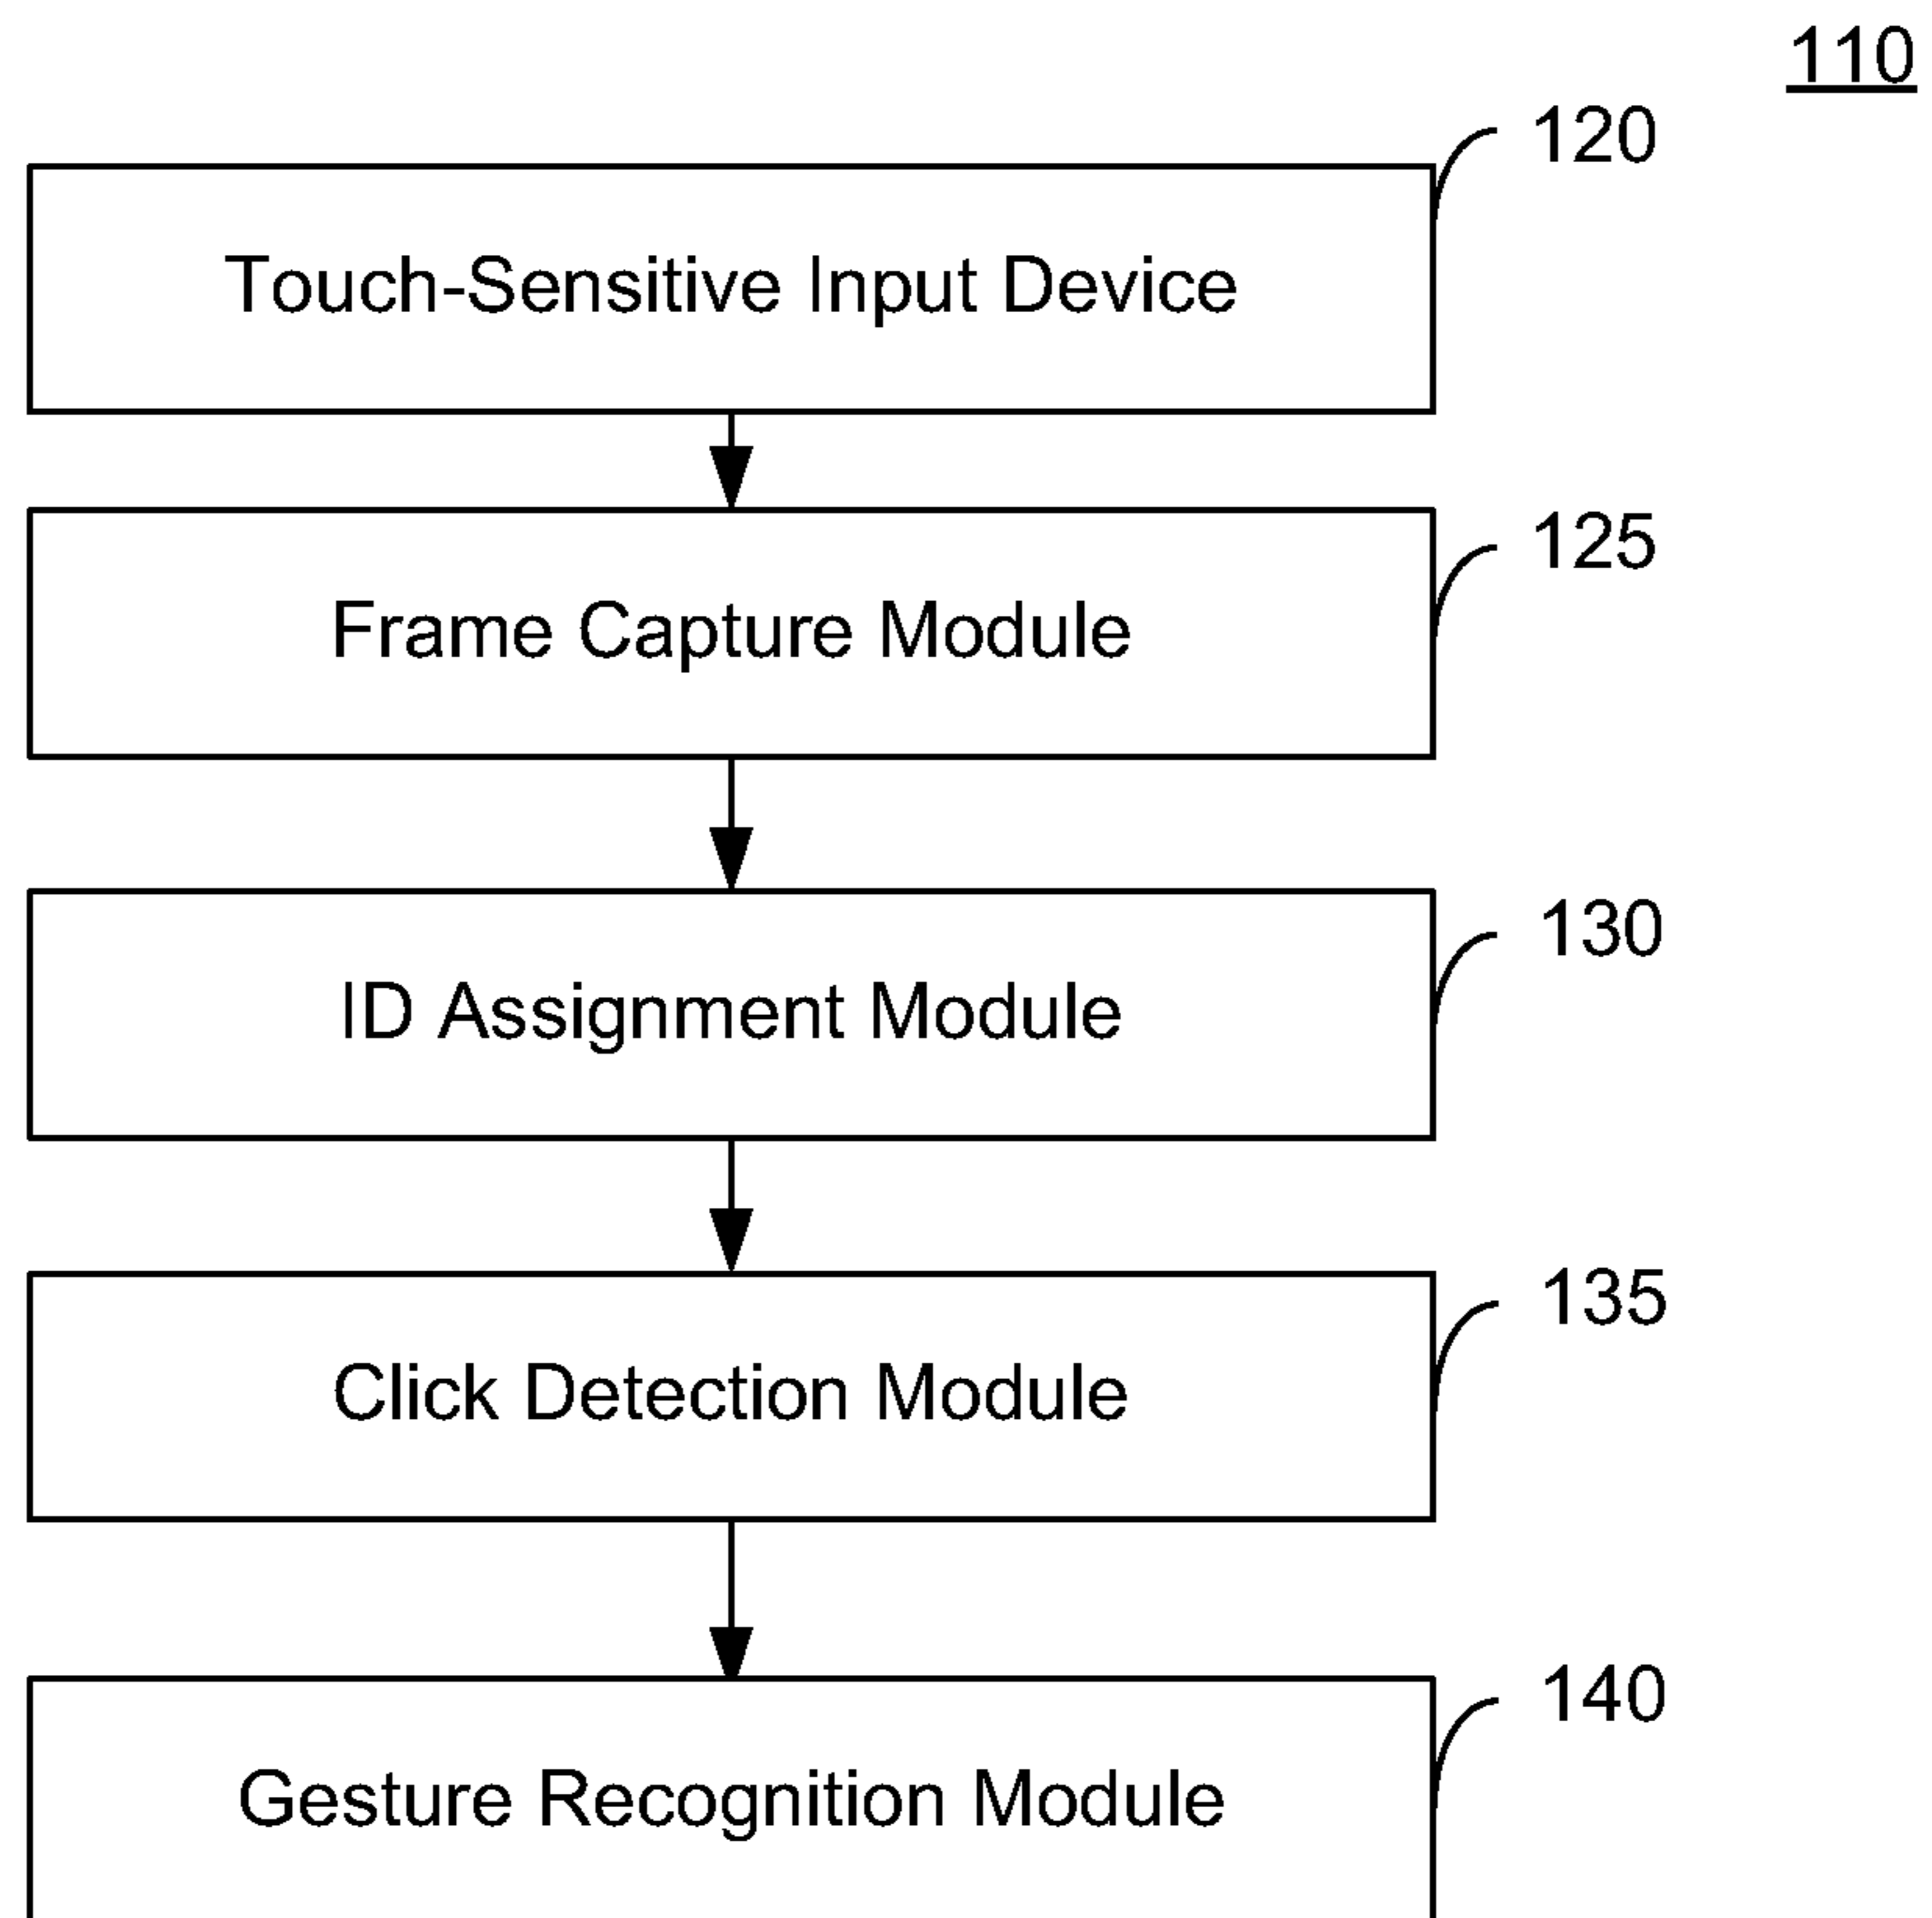 110
120
Touch-Sensitive Input Device
125
Frame Capture Module
130
ID Assignment Module
135
Click Detection Module
140
Gesture Recognition Module